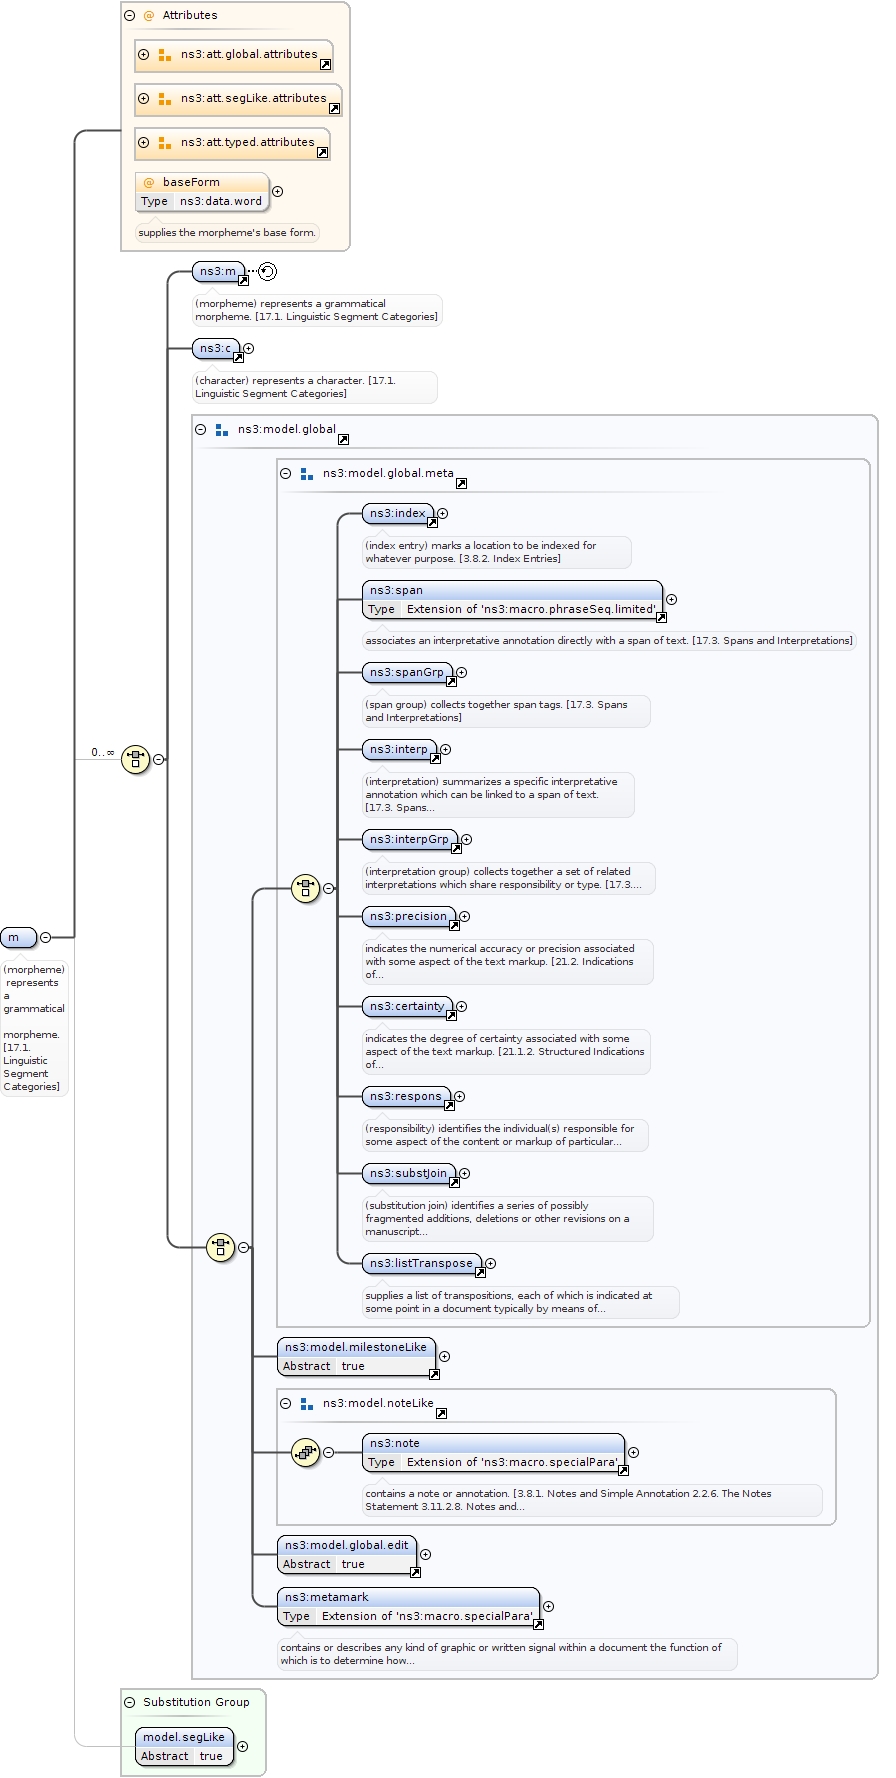 Attributes
ns3:att.global.attributes
ns3:att.segLike.attributes
ns3:att.typed.attributes
@ baseForm
Type ns3:data.word
supplies the morpheme's base form.
ns3:m
(morpheme) represents a grammatical
morpheme. [17.1. Linguistic Segment Categories]
ns3:c
(character) represents a character. [17.1.
Linguistic Segment Categories]
ns3:model.global
ns3:model.global.meta
ns3:index
(index entry) marks a location to be indexed for
whatever purpose. [3.8.2. Index Entries]
ns3:span
Type Extension of 'ns3:macro.phraseSeq.limited'
associates an interpretative annotation directly with a span of text. [17.3. Spans and Interpretations]
ns3:spanGrp
(span group) collects together span tags. [17.3. Spans
and Interpretations]
0..∞
ns3:interp
(interpretation) summarizes a specific interpretative
annotation which can be linked to a span of text.
[17.3. Spans...
ns3:interpGrp
(interpretation group) collects together a set of related
interpretations which share responsibility or type. [17.3....
ns3:precision
indicates the numerical accuracy or precision associated
with some aspect of the text markup. [21.2. Indications
of...
m
(morpheme)
represents
a
grammatical
morpheme.
[17.1.
Linguistic
Segment
Categories]
ns3:certainty
indicates the degree of certainty associated with some
aspect of the text markup. [21.1.2. Structured Indications
of...
ns3:respons
(responsibility) identifies the individual(s) responsible for
some aspect of the content or markup of particular...
ns3:substJoin
(substitution join) identifies a series of possibly
fragmented additions, deletions or other revisions on a
manuscript...
ns3:listTranspose
supplies a list of transpositions, each of which is indicated at
some point in a document typically by means of...
ns3:model.milestoneLike
Abstract true
ns3:model.noteLike
ns3:note
Type Extension of 'ns3:macro.specialPara'
contains a note or annotation. [3.8.1. Notes and Simple Annotation 2.2.6. The Notes
Statement 3.11.2.8. Notes and...
ns3:model.global.edit
Abstract true
ns3:metamark
Type Extension of 'ns3:macro.specialPara'
contains or describes any kind of graphic or written signal within a document the function of
which is to determine how...
Substitution Group
model.segLike
Abstract true